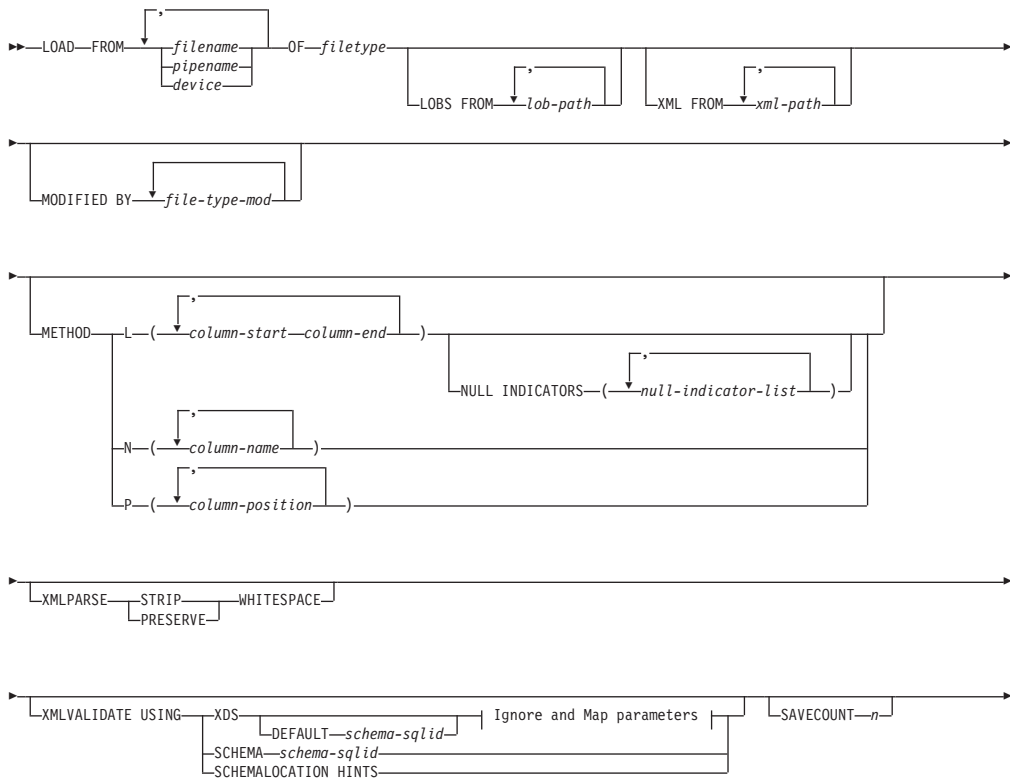 ,
LOAD FROM filename OF filetype
pipename
device
, ,
LOBS FROM lob-path XML FROM xml-path
MODIFIED BY file-type-mod
,
METHOD L ( column-start column-end )
,
NULL INDICATORS ( null-indicator-list )
,
N ( column-name )
,
P ( column-position )
XMLPARSE STRIP WHITESPACE
PRESERVE
XMLVALIDATE USING XDS Ignore and Map parameters SAVECOUNT n
DEFAULT schema-sqlid
SCHEMA schema-sqlid
SCHEMALOCATION HINTS